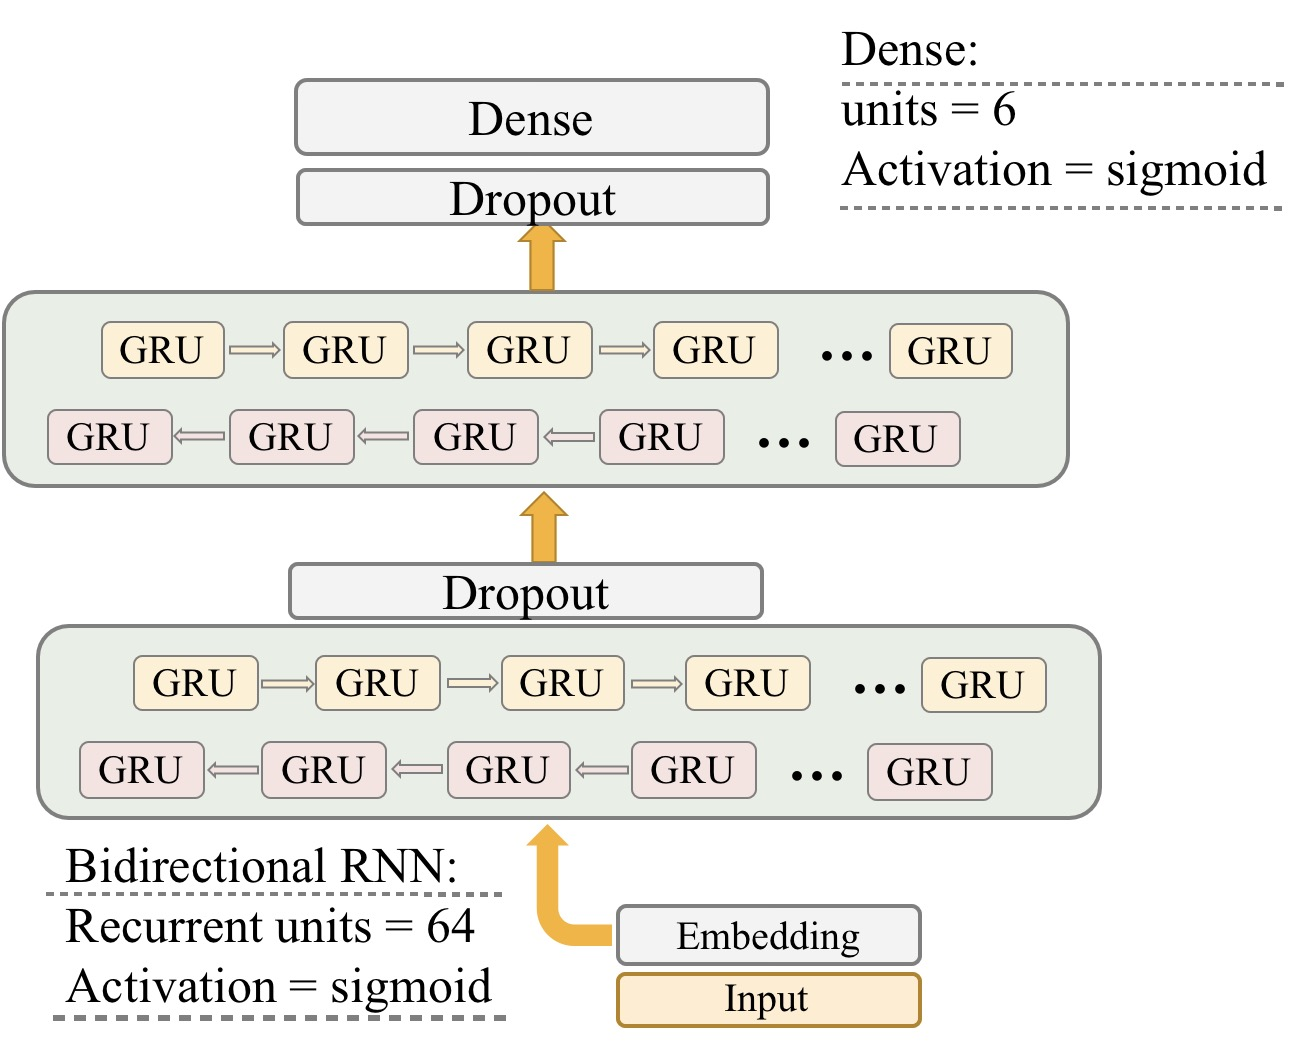 Dense:
units = 6
Activation = sigmoid
Dense
Dropout
GRU GRU GRU GRU ... GRU
GRU GRU GRU GRU ... GRU
Dropout
GRU GRU GRU GRU ... GRU
GRU GRU GRU GRU ... GRU
Bidirectional RNN:
Recurrent units = 64
Activation = sigmoid
Embedding
Input